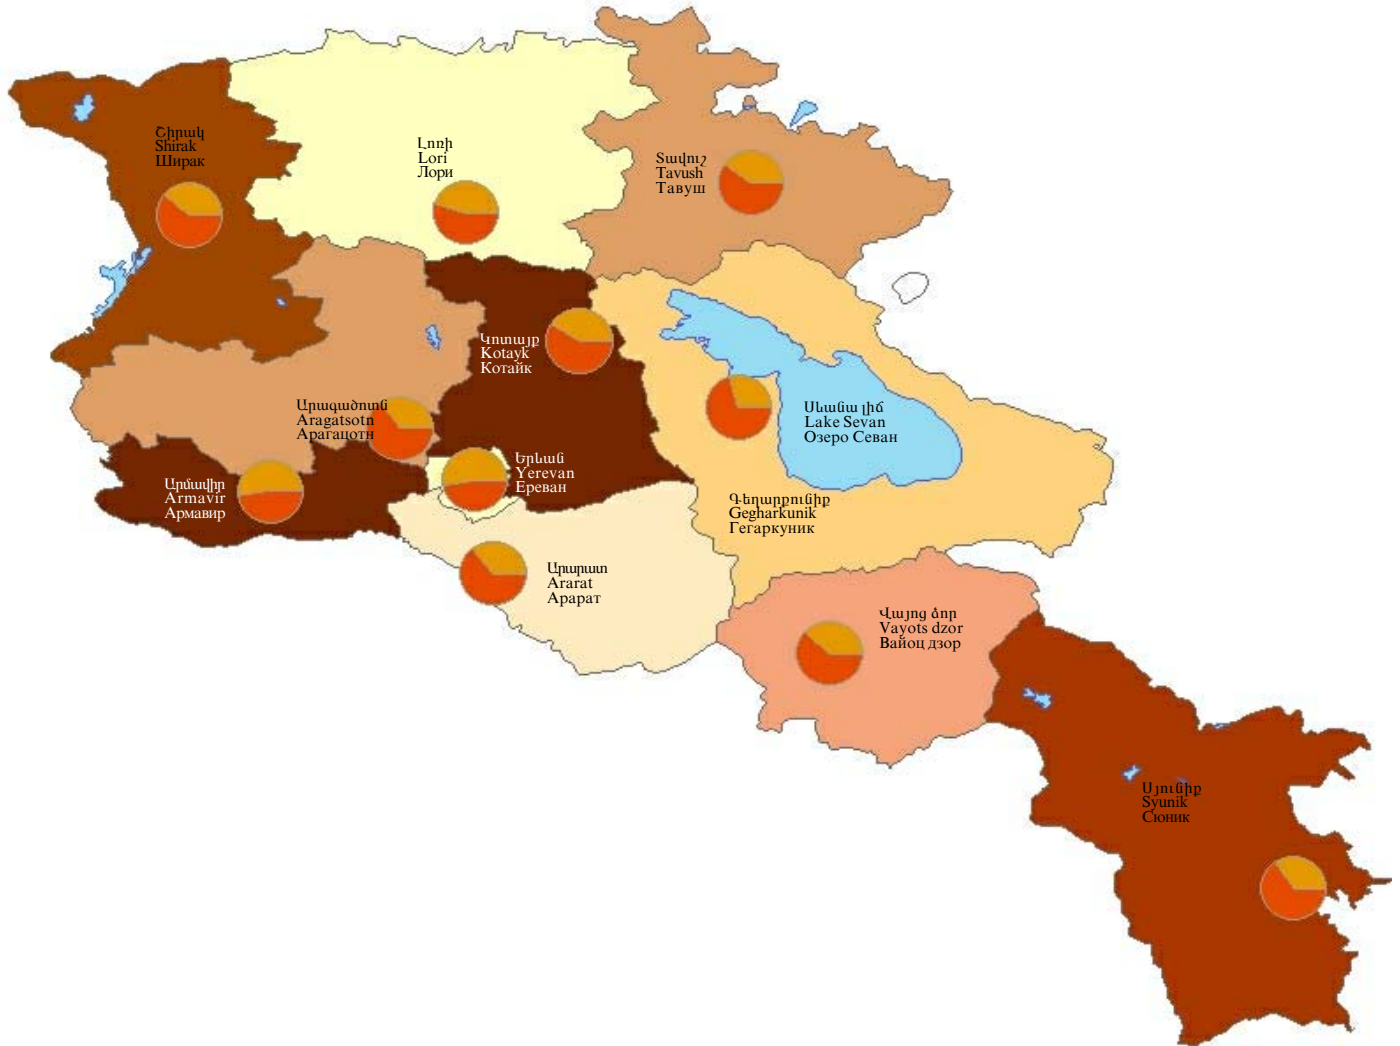 Շիրակ
Shirak
Ширак
Լոռի
Lori
Лори
Տավուշ
Tavush
Тавуш
Կոտայք
Kotayk
Котайк
Արագածոտն
Aragatsotn
Арагацотн
Սևանա լիճ
Lake Sevan
Озеро Севан
Երևան
Yerevan
Ереван
Արմավիր
Armavir
Армавир
Գեղարքունիք
Gegharkunik
Гегаркуник
Արարատ
Ararat
Арарат
Վայոց ձոր
Vayots dzor
Вайоц дзор
Սյունիք
Syunik
Сюник